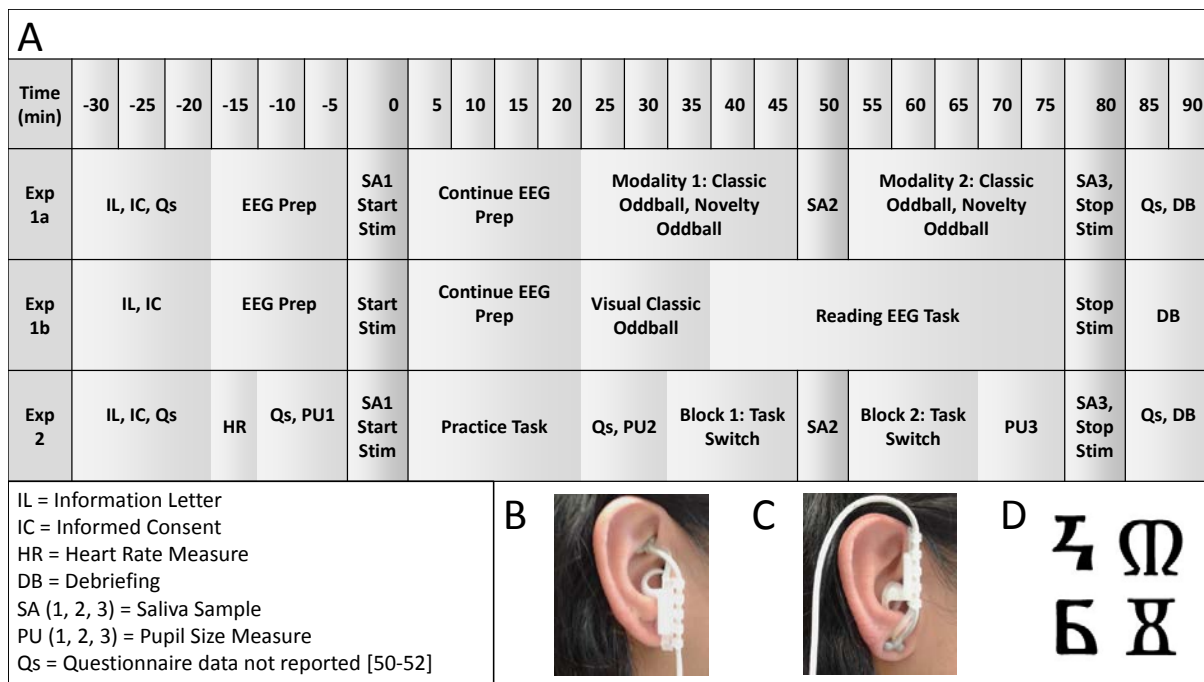 A
Time
(min)
-30 -25 -20 -15 -10 -5 0 5 10 15 20 25 30 35 40 45 50 55 60 65 70 75 80 85 90
Exp
1a
IL, IC, Qs
EEG Prep
SA1
Start
Stim
Continue EEG
Prep
Modality 1: Classic
Oddball, Novelty
Oddball
SA2
Modality 2: Classic
Oddball, Novelty
Oddball
SA3,
Stop
Stim
Qs, DB
Exp
1b
IL, IC
EEG Prep
Start
Stim
Continue EEG
Prep
Visual Classic
Oddball
Reading EEG Task
Stop
Stim
DB
Exp
2
IL, IC, Qs
HR
Qs, PU1
SA1
Start
Stim
Practice Task
Qs, PU2
Block 1: Task
Switch
SA2
Block 2: Task
Switch
PU3
SA3,
Stop
Stim
Qs, DB
IL = Information Letter
IC = Informed Consent
HR = Heart Rate Measure
DB = Debriefing
SA (1, 2, 3) = Saliva Sample
PU (1, 2, 3) = Pupil Size Measure
Qs = Questionnaire data not reported [50-52]
B
C
D